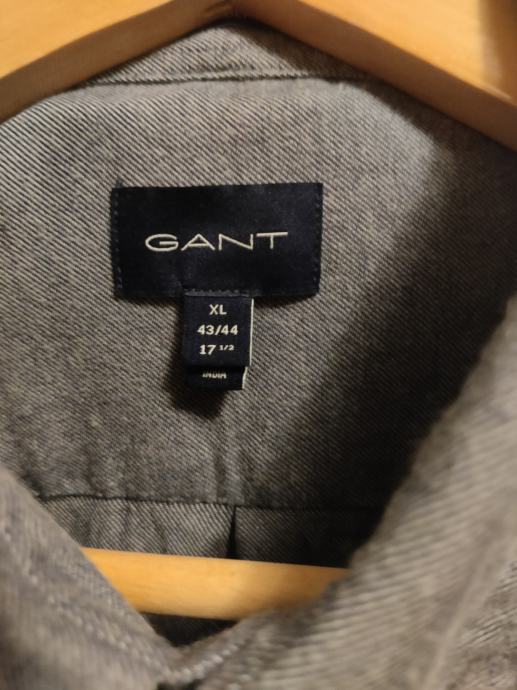 GANT
XL
43/44
17 1/2
INDIA